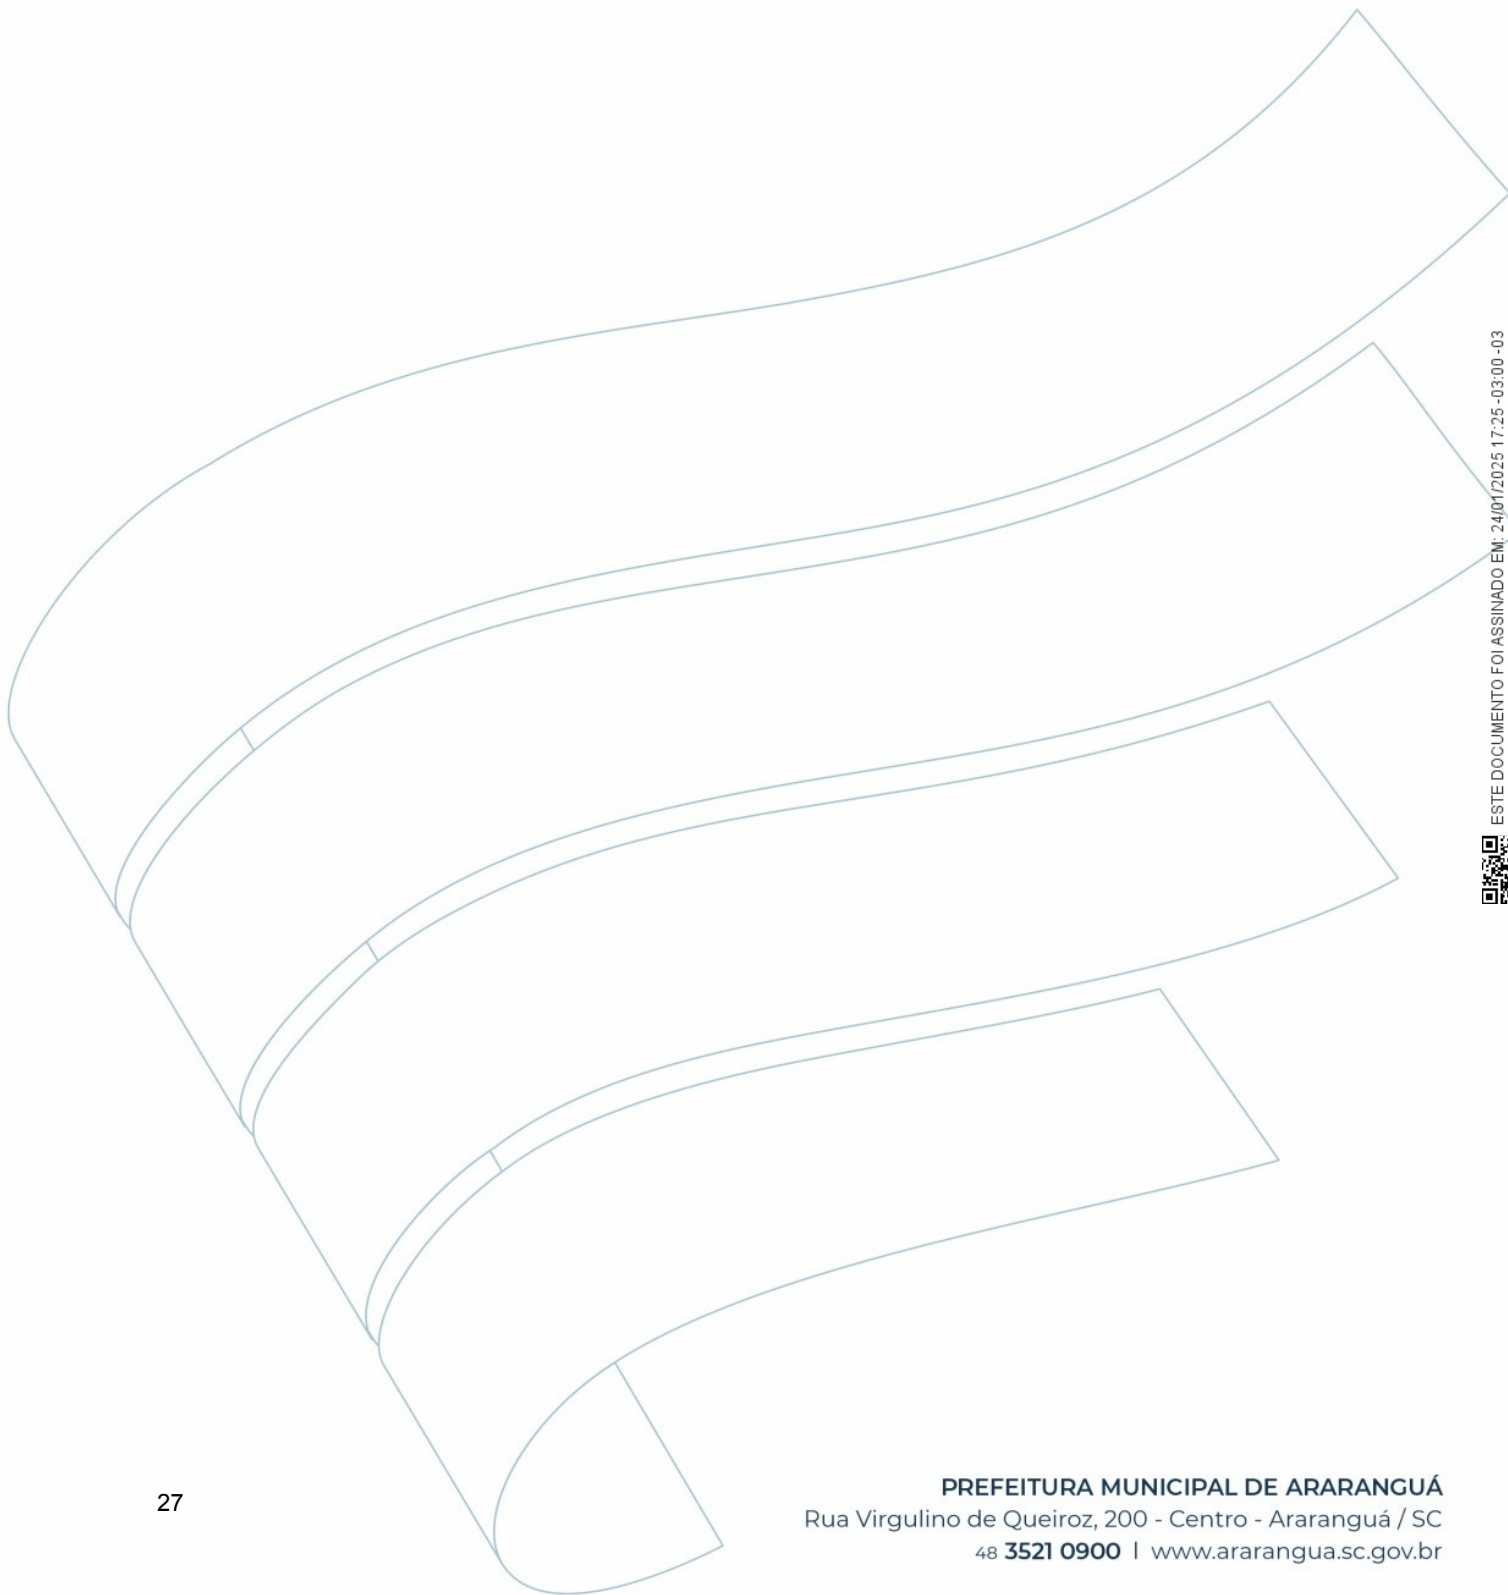 ESTE DOCUMENTO FOI ASSINADO EM: 24/01/2025 17:25 -03:00 -03
27
PREFEITURA MUNICIPAL DE ARARANGUÁ
Rua Virgulino de Queiroz, 200 - Centro - Araranguá / SC
48 3521 0900 | www.ararangua.sc.gov.br